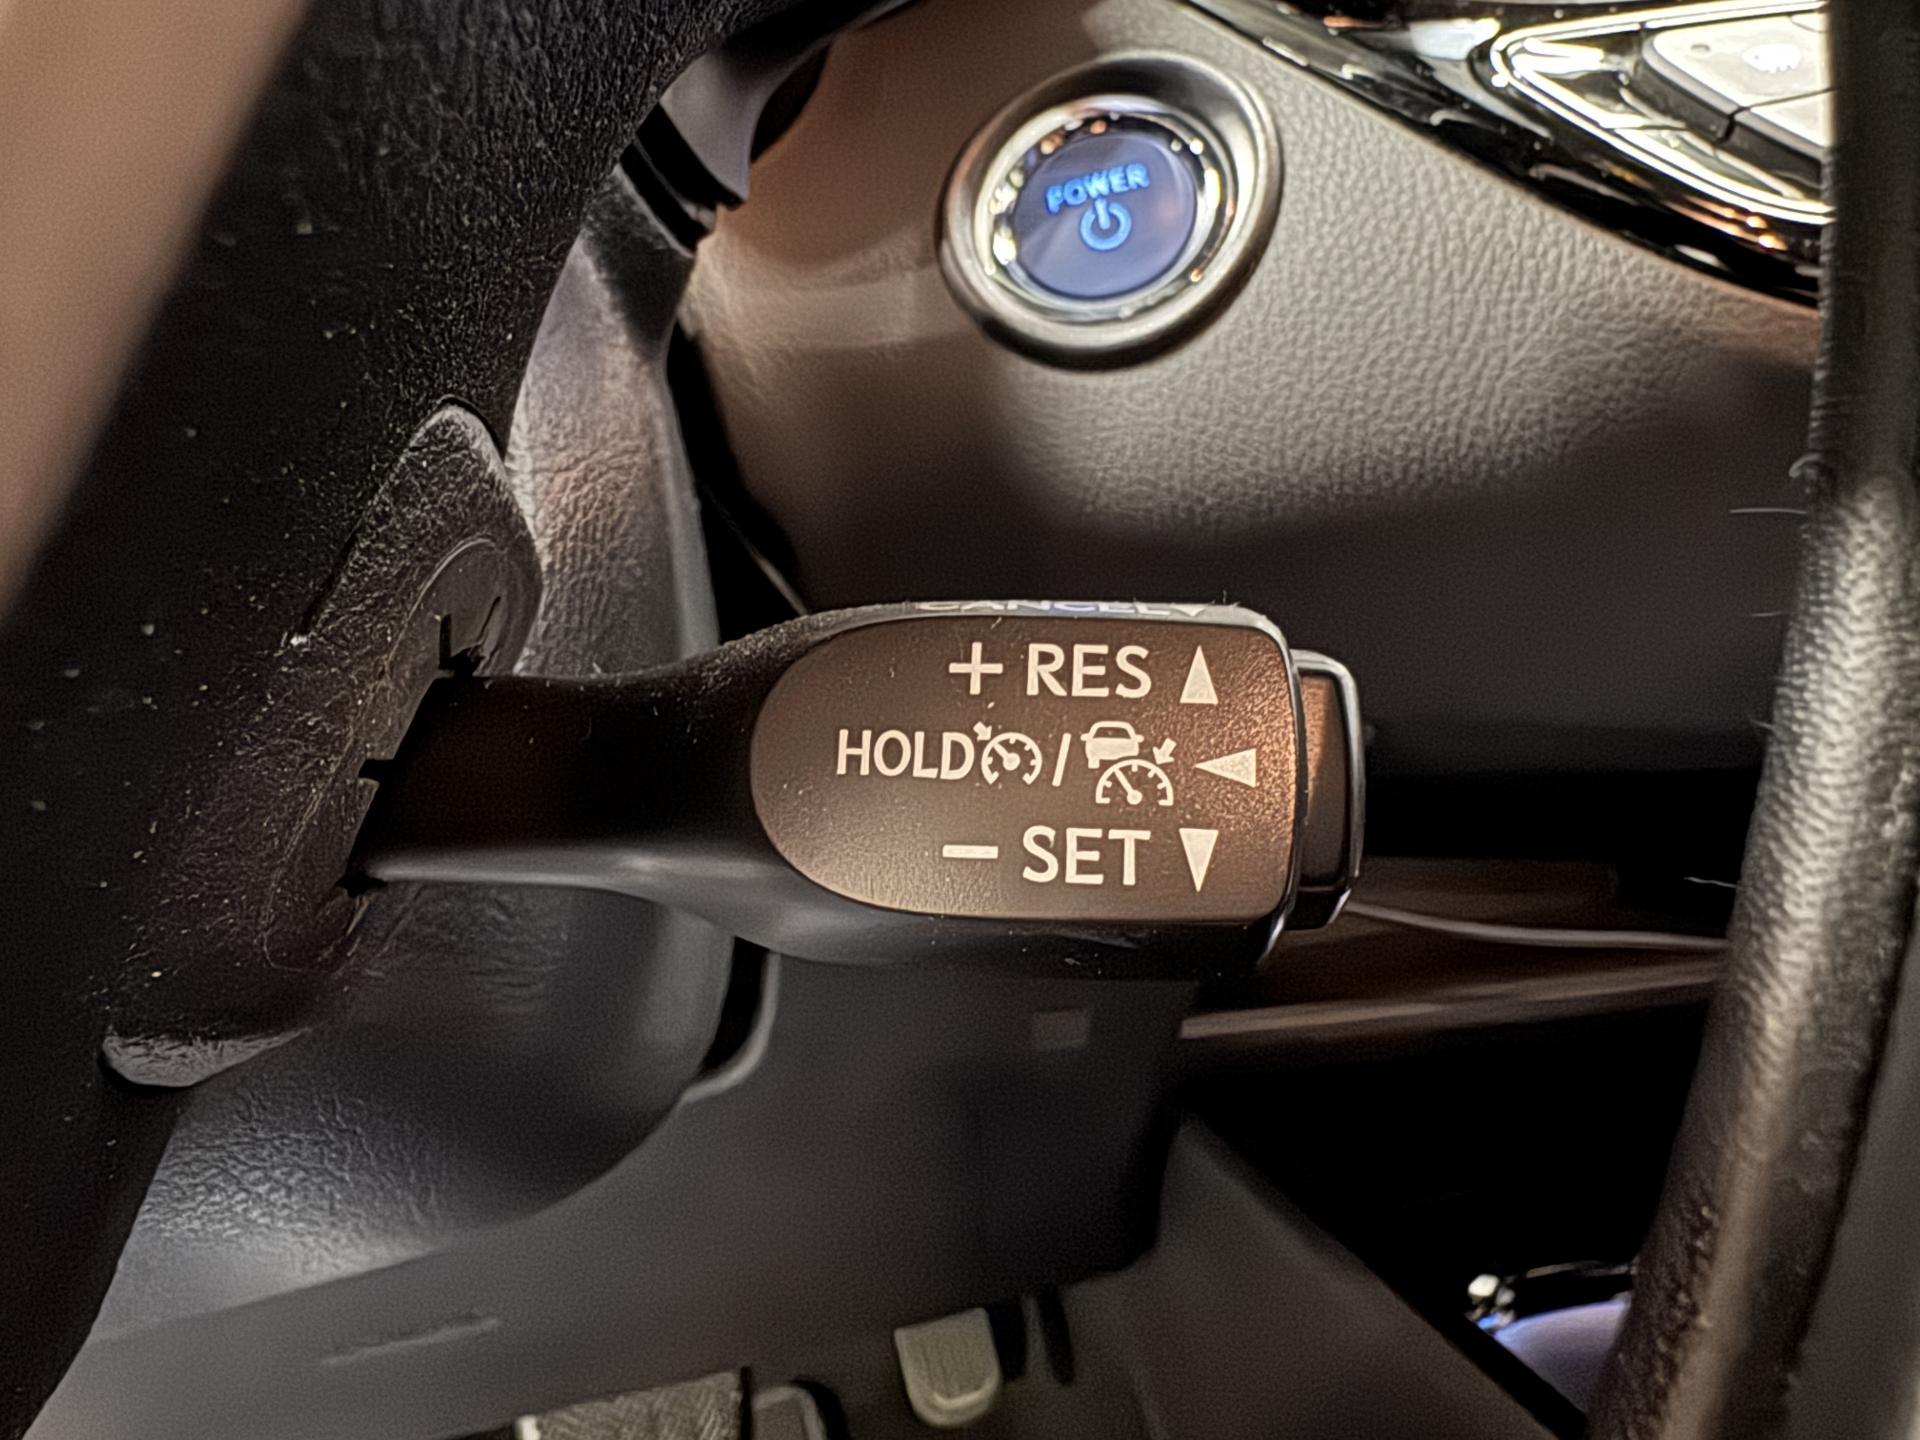 POWER
CANCEL
+ RES ▲
HOLD / ◀
− SET ▼